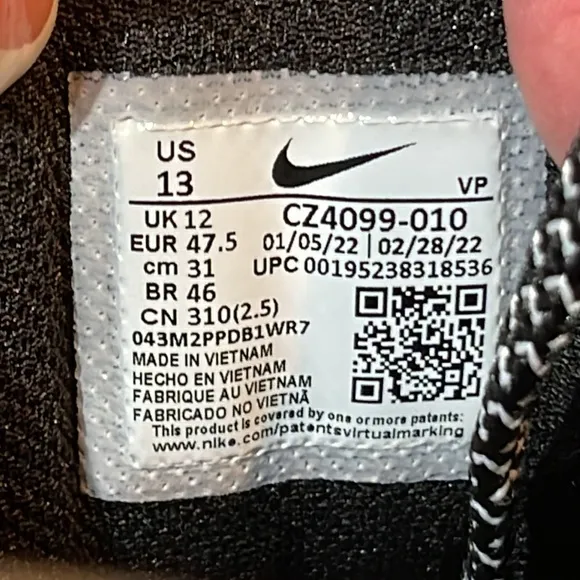 US
13
VP
UK 12
CZ4099-010
EUR 47.5
01/05/22 | 02/28/22
cm 31
UPC 00195238318536
BR 46
CN 310(2.5)
043M2PPDB1WR7
MADE IN VIETNAM
HECHO EN VIETNAM
FABRIQUE AU VIETNAM
FABRICADO NO VIETNÃ
This product is covered by one or more patents:
www.nike.com/patentsvirtualmarking